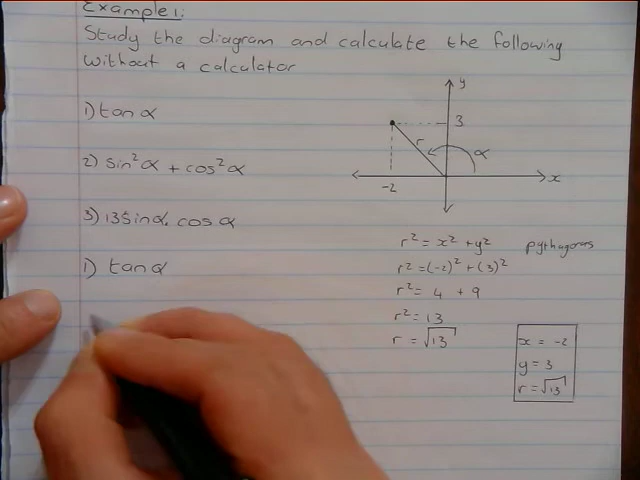 Example 1:
Study the diagram and calculate the following
without a calculator
1) tan α
2) sin²α + cos²α
3) 13sinα. cos α
1) tan α
y
3
r
α
x
-2
r² = x² + y² pythagoras
r² = (-2)² + (3)²
r² = 4 + 9
r² = 13
r = √13
x = -2
y = 3
r = √13